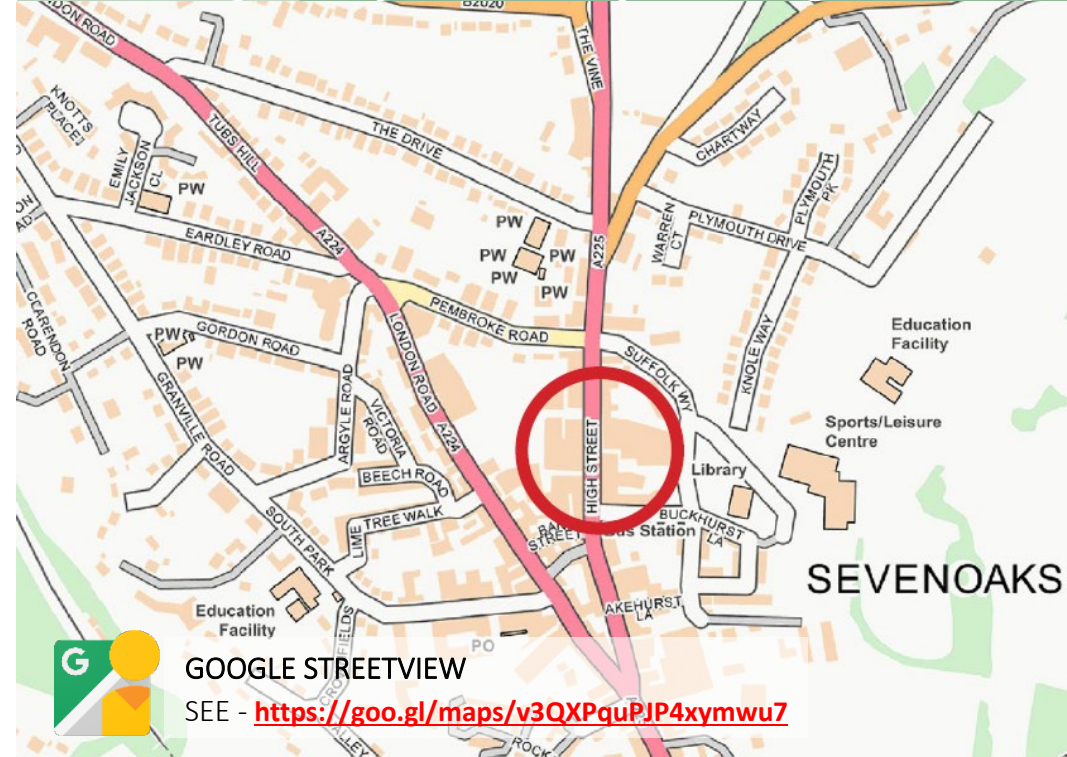 B2020
THE VINE
TUBS HILL
THE DRIVE
KNOTTS
PLACE
EMILY
JACKSON
CL
PW
CHARTWAY
PLYMOUTH
PK
PLYMOUTH DRIVE
WARREN
CT
A225
PW
PW
PW
PW
PW
A224
EARDLEY ROAD
PEMBROKE ROAD
CLARENDON
ROAD
PW
PW
GORDON ROAD
GRANVILLE ROAD
ARGYLE ROAD
VICTORIA
ROAD
LONDON ROAD
A224
SUFFOLK WY
KNOLE WAY
Education
Facility
Sports/Leisure
Centre
Library
HIGH STREET
BEECH ROAD
LIME TREE WALK
SOUTH PARK
STREET
Bus Station
BUCKHURST
LA
SEVENOAKS
AKEHURST
LA
Education
Facility
PO
G
GOOGLE STREETVIEW
SEE - https://goo.gl/maps/v3QXPquPJP4xymwu7
ROCK